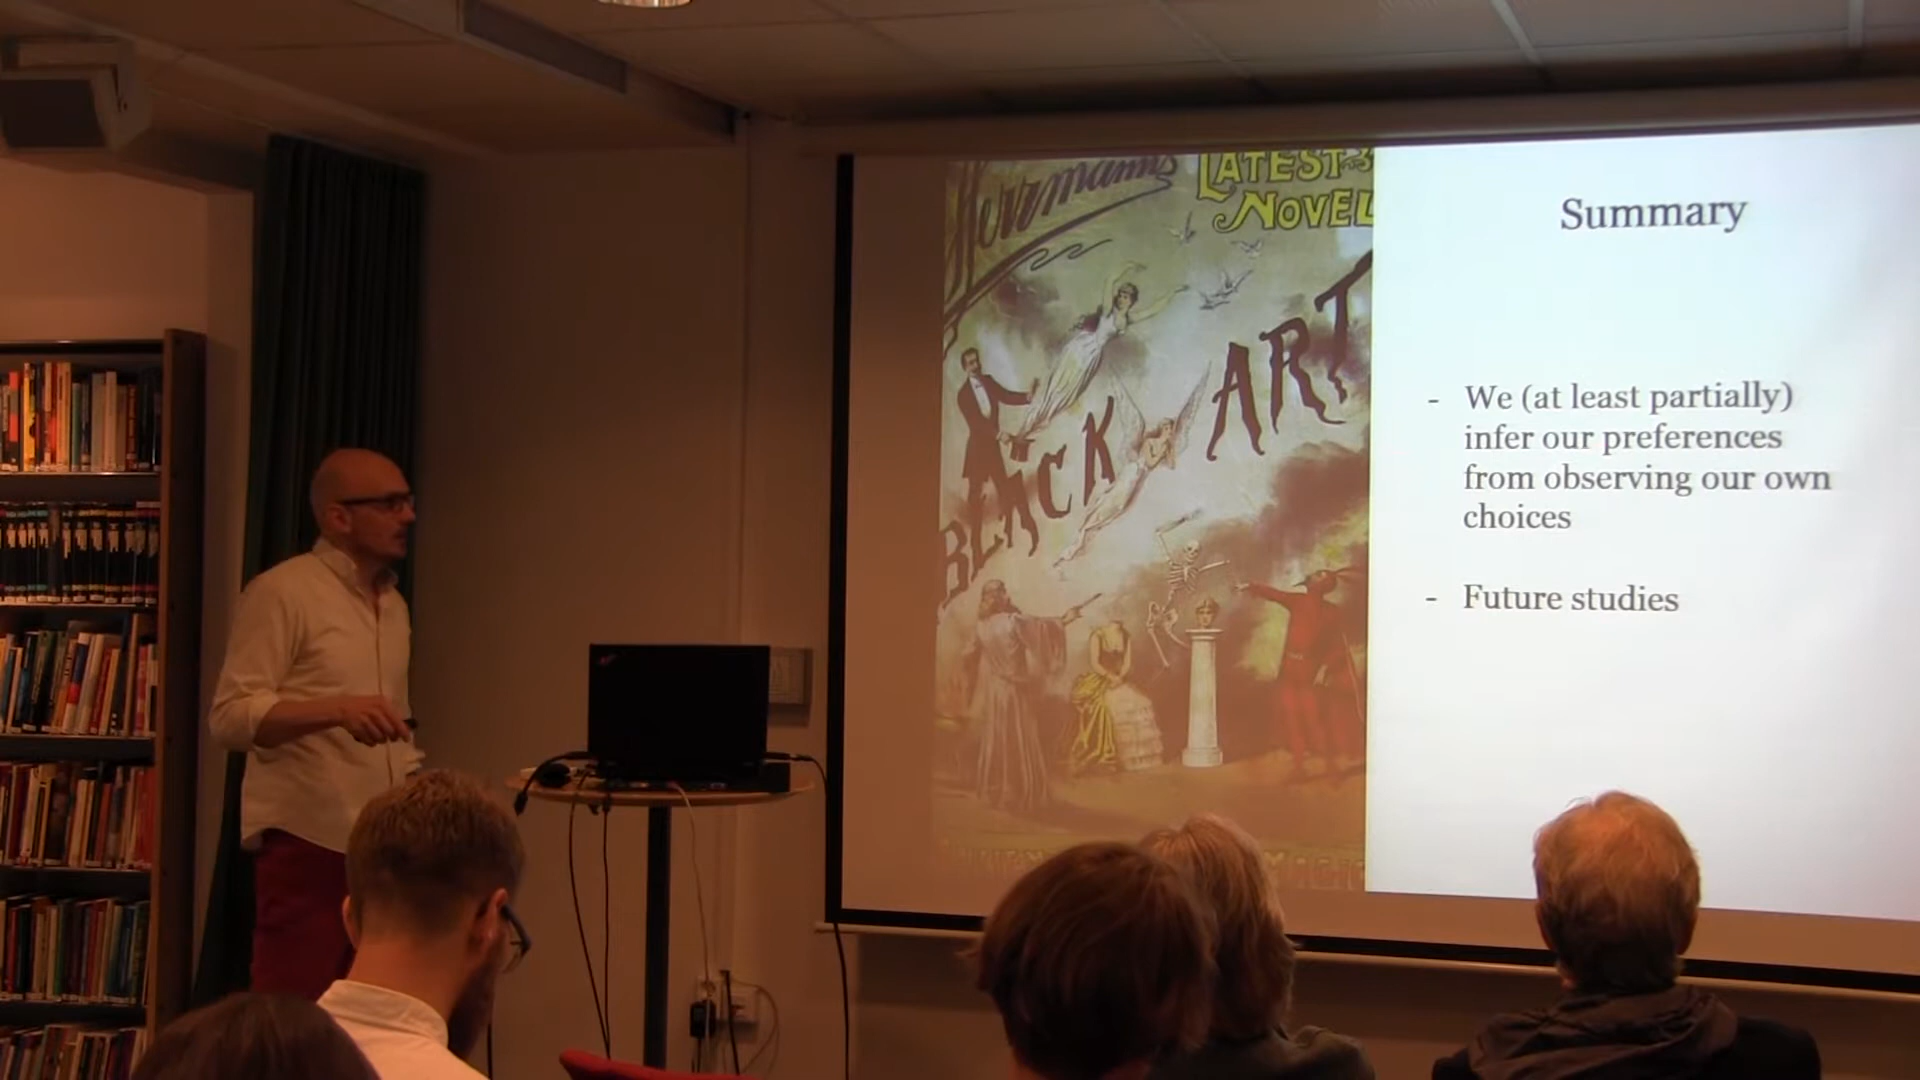 Herrmann's
LATEST
NOVEL
BLACK ART
Summary
- We (at least partially)
infer our preferences
from observing our own
choices
- Future studies